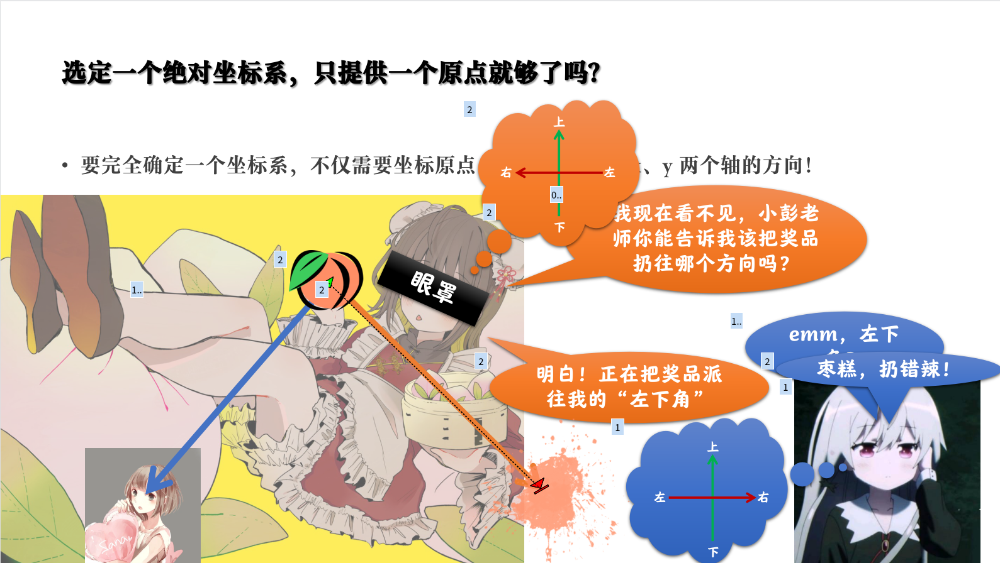 选定一个绝对坐标系，只提供一个原点就够了吗？
2
上
• 要完全确定一个坐标系，不仅需要坐标原点
、y 两个轴的方向！
右
左
0..
2
下
我现在看不见，小彭老
师你能告诉我该把奖品
扔往哪个方向吗？
2
1..
2
眼罩
1..
emm，左下
2
2
枣糕，扔错辣！
明白！正在把奖品派
往我的“左下角”
1
1
上
左
右
下
Sana